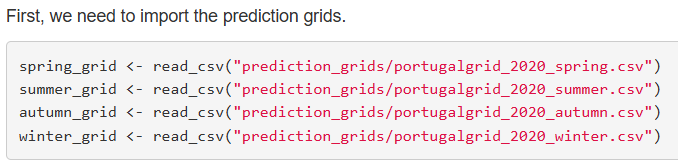 First, we need to import the prediction grids.
spring_grid <- read_csv("prediction_grids/portugalgrid_2020_spring.csv")
summer_grid <- read_csv("prediction_grids/portugalgrid_2020_summer.csv")
autumn_grid <- read_csv("prediction_grids/portugalgrid_2020_autumn.csv")
winter_grid <- read_csv("prediction_grids/portugalgrid_2020_winter.csv")